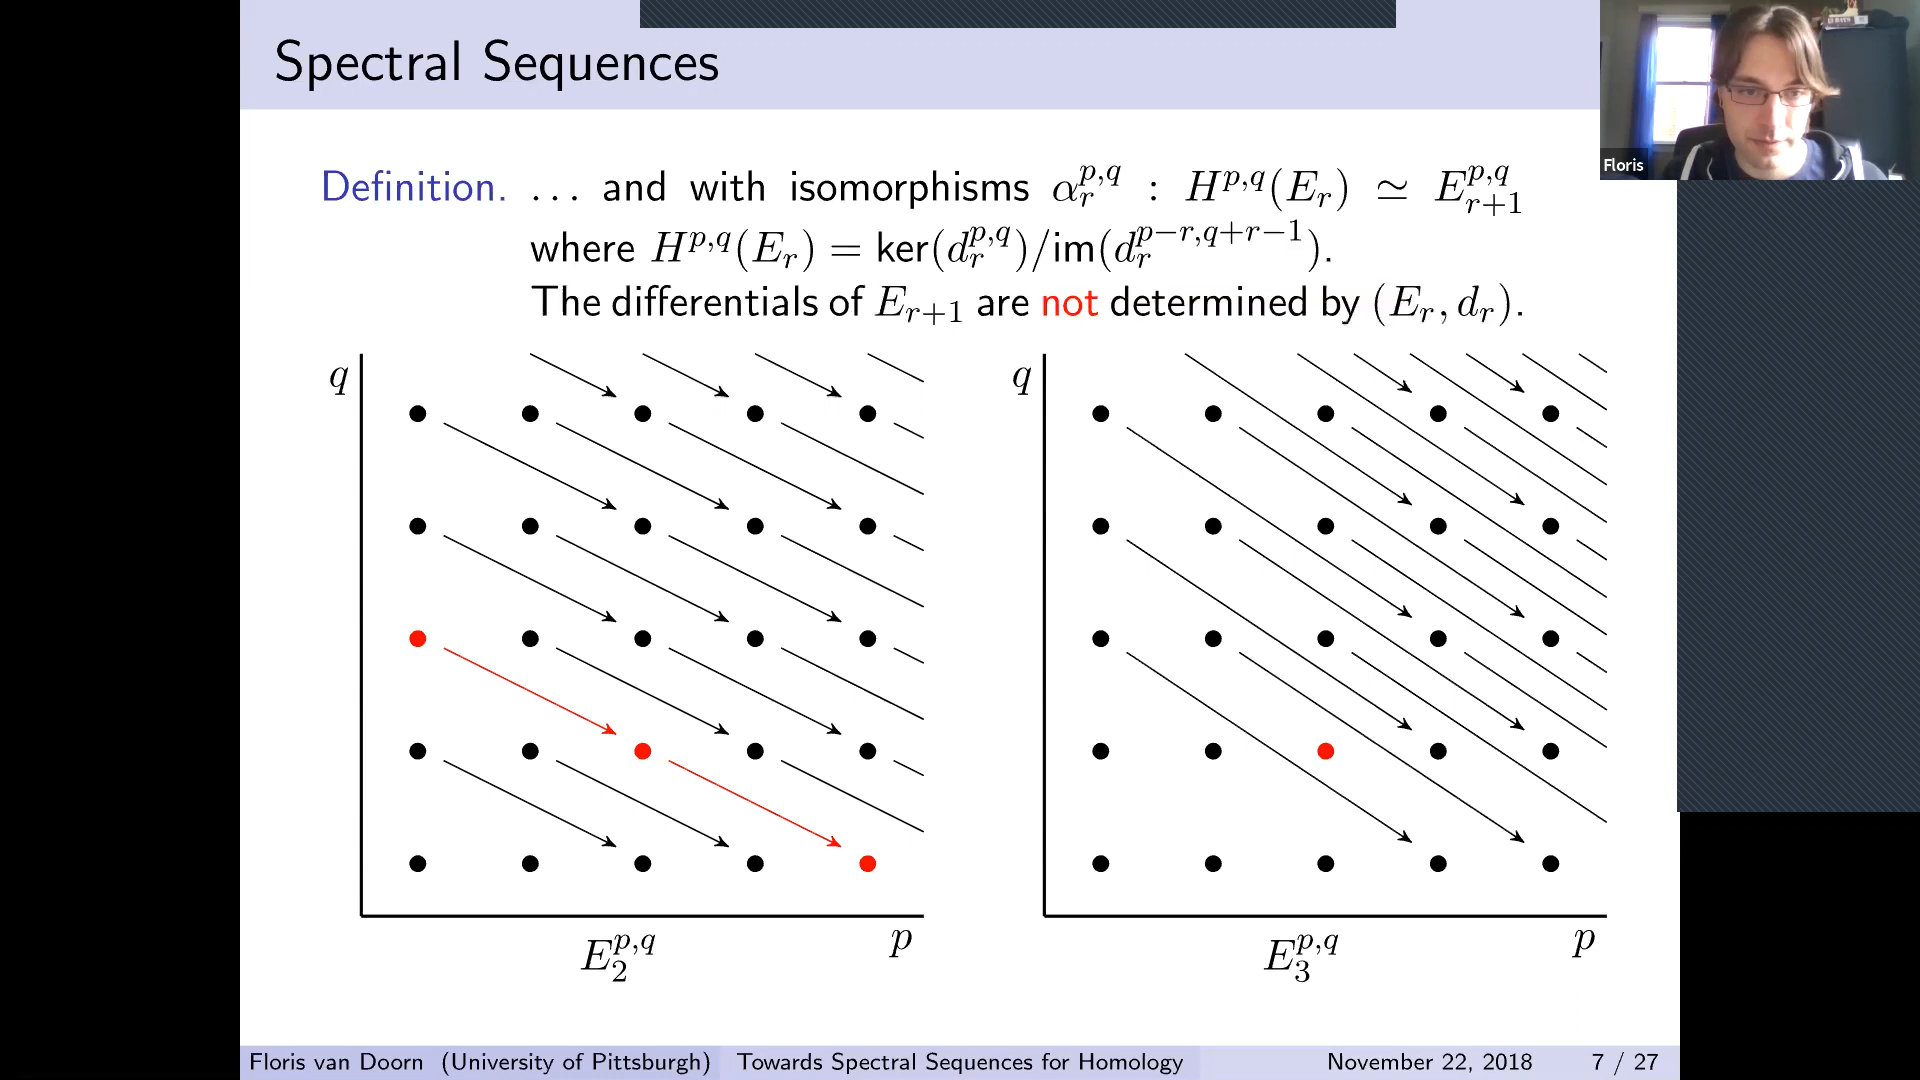 Spectral Sequences
Floris
Definition. ... and with isomorphisms α_r^{p,q} : H^{p,q}(E_r) ≃ E_{r+1}^{p,q}
where H^{p,q}(E_r) = ker(d_r^{p,q})/im(d_r^{p−r,q+r−1}).
The differentials of E_{r+1} are not determined by (E_r, d_r).
q
q
p
p
E_2^{p,q}
E_3^{p,q}
Floris van Doorn (University of Pittsburgh) Towards Spectral Sequences for Homology November 22, 2018 7 / 27